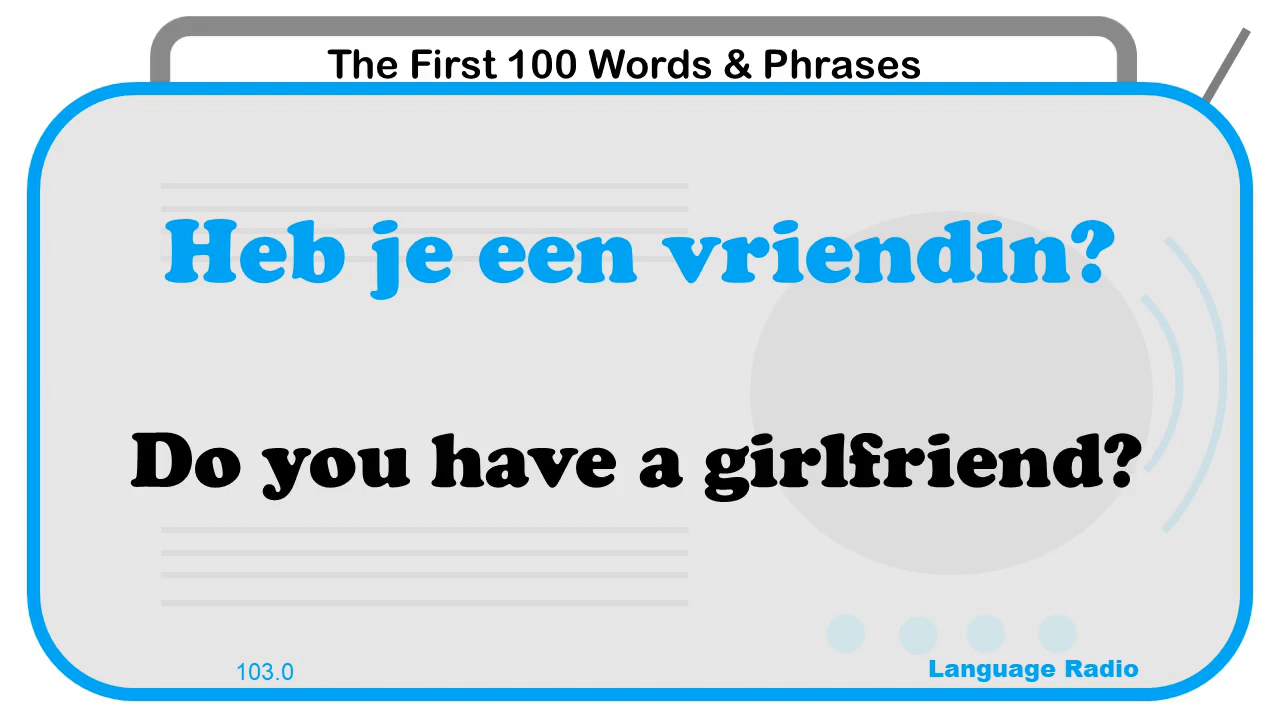 The First 100 Words & Phrases
Heb je een vriendin?
Do you have a girlfriend?
103.0
Language Radio